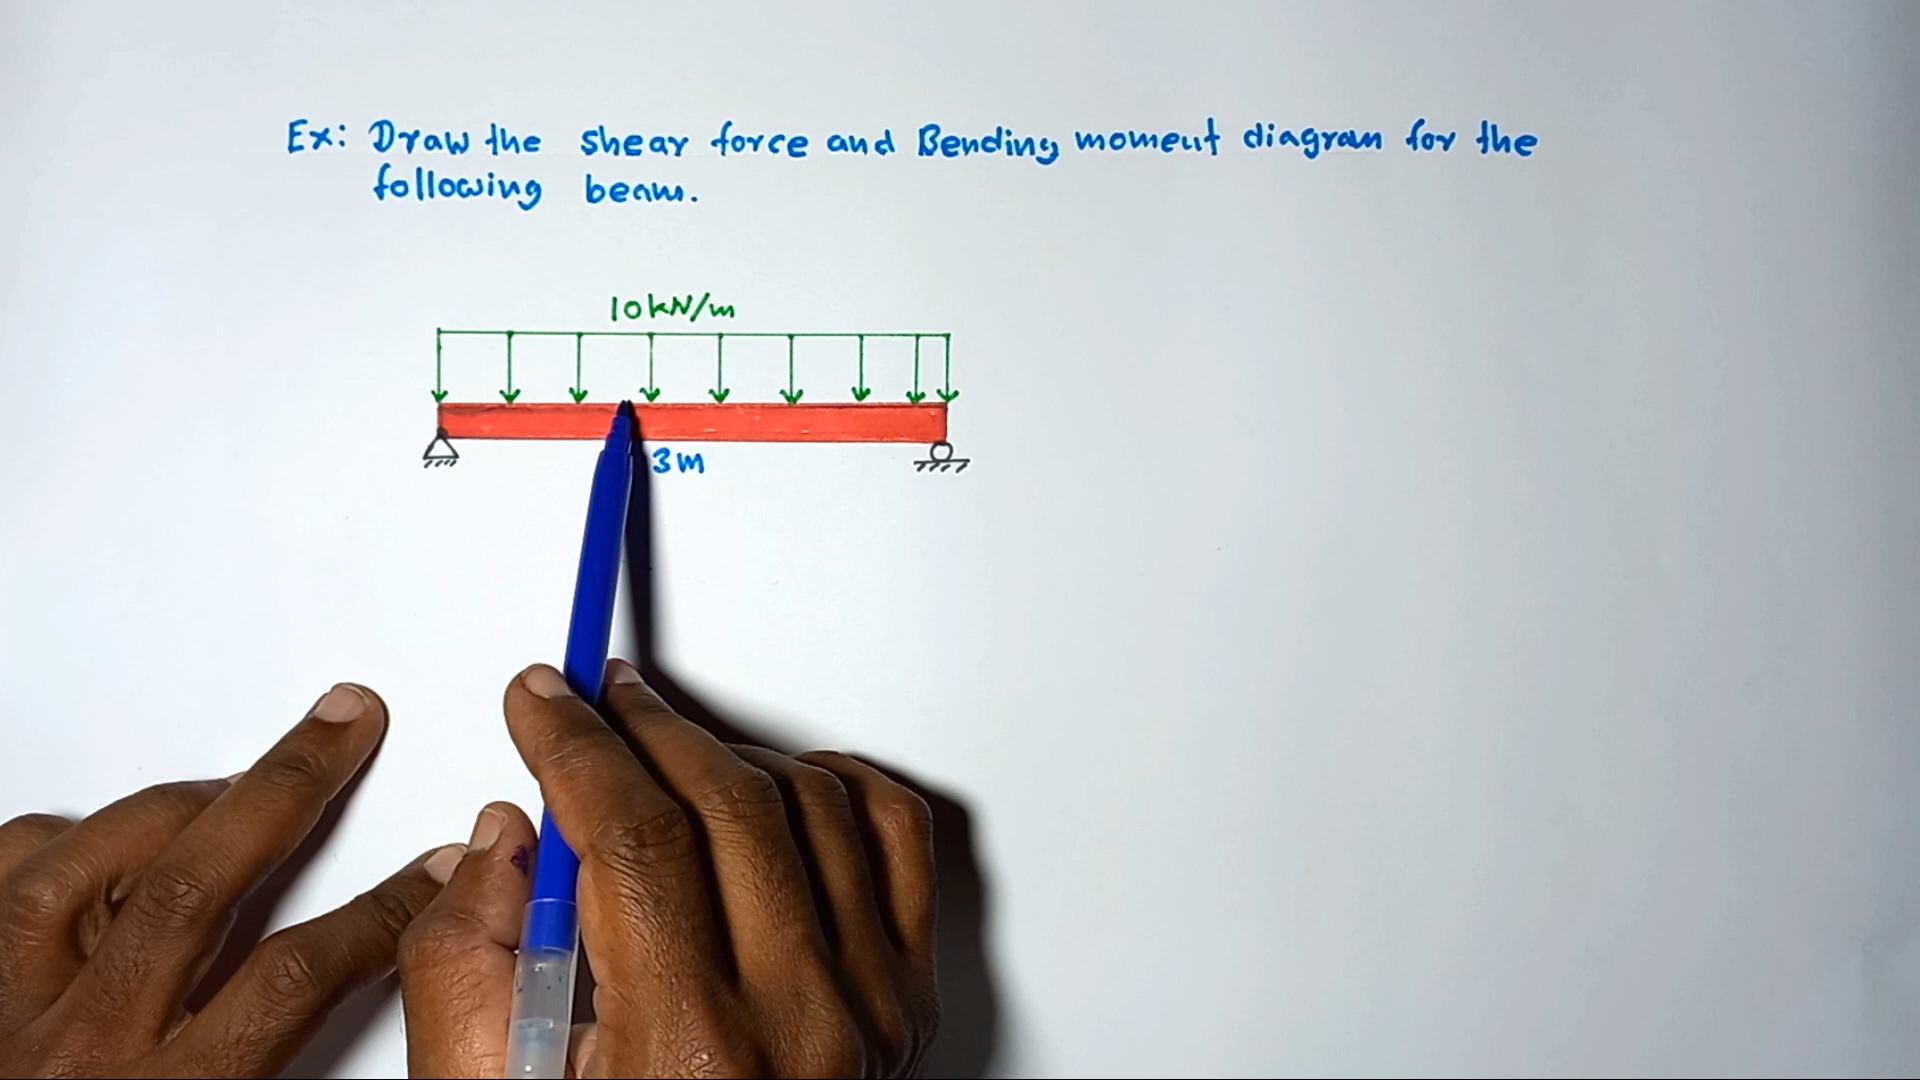 Ex: Draw the shear force and Bending moment diagram for the
following beam.
10kN/m
3m